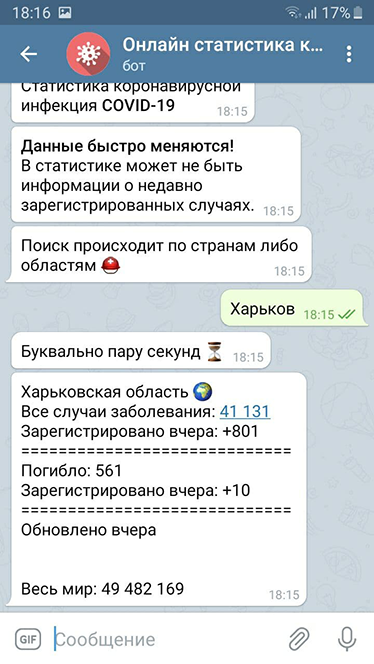 18:16 17%
Онлайн статистика к...
бот
Статистика коронавирусной
инфекция COVID-19
18:15
Данные быстро меняются!
В статистике может не быть
информации о недавно
зарегистрированных случаях. 18:15
Поиск происходит по странам либо
областям 18:15
Харьков 18:15
Буквально пару секунд 18:15
Харьковская область
Все случаи заболевания: 41 131
Зарегистрировано вчера: +801
==============================
Погибло: 561
Зарегистрировано вчера: +10
==============================
Обновлено вчера
Весь мир: 49 482 169
18:15
GIF Сообщение